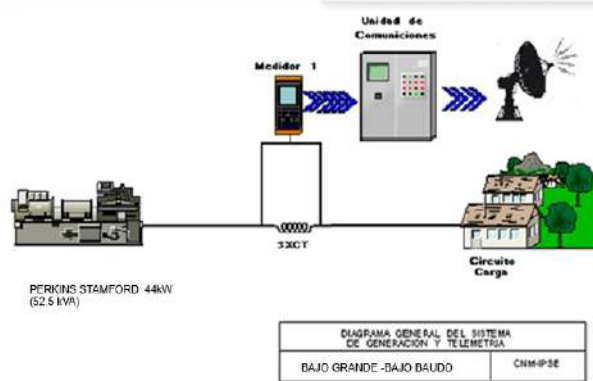 Unidad de
Comuniciones
Medidor 1
3XCT
Circuito
Carga
PERKINS STAMFORD 44kW
(52.5 kVA)
DIAGRAMA GENERAL DEL SISTEMA
DE GENERACION Y TELEMETRIA
BAJO GRANDE -BAJO BAUDO
CNM-IPSE